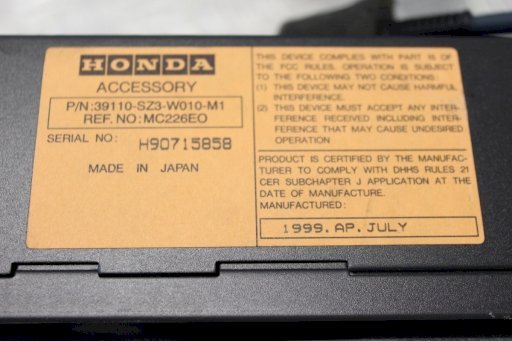 HONDA
ACCESSORY
P/N:39110-SZ3-W010-M1
REF. NO:MC226EO
SERIAL NO: H90715858
MADE IN JAPAN
THIS DEVICE COMPLIES WITH PART 15 OF
THE FCC RULES. OPERATION IS SUBJECT
TO THE FOLLOWING TWO CONDITIONS:
(1) THIS DEVICE MAY NOT CAUSE HARMFUL
INTERFERENCE.
(2) THIS DEVICE MUST ACCEPT ANY INTER-
FERENCE RECEIVED INCLUDING INTER-
FERENCE THAT MAY CAUSE UNDESIRED
OPERATION
PRODUCT IS CERTIFIED BY THE MANUFAC-
TURER TO COMPLY WITH DHHS RULES 21
CER SUBCHAPTER J APPLICATION AT THE
DATE OF MANUFACTURE.
MANUFACTURED:
1999.AP.JULY